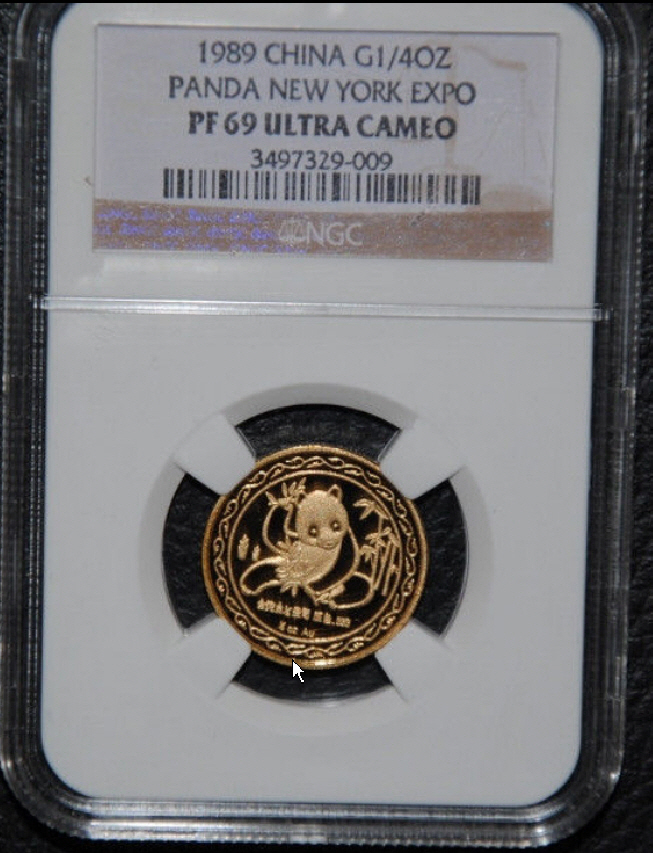 1989 CHINA G1/4OZ
PANDA NEW YORK EXPO
PF 69 ULTRA CAMEO
3497329-009
NGC